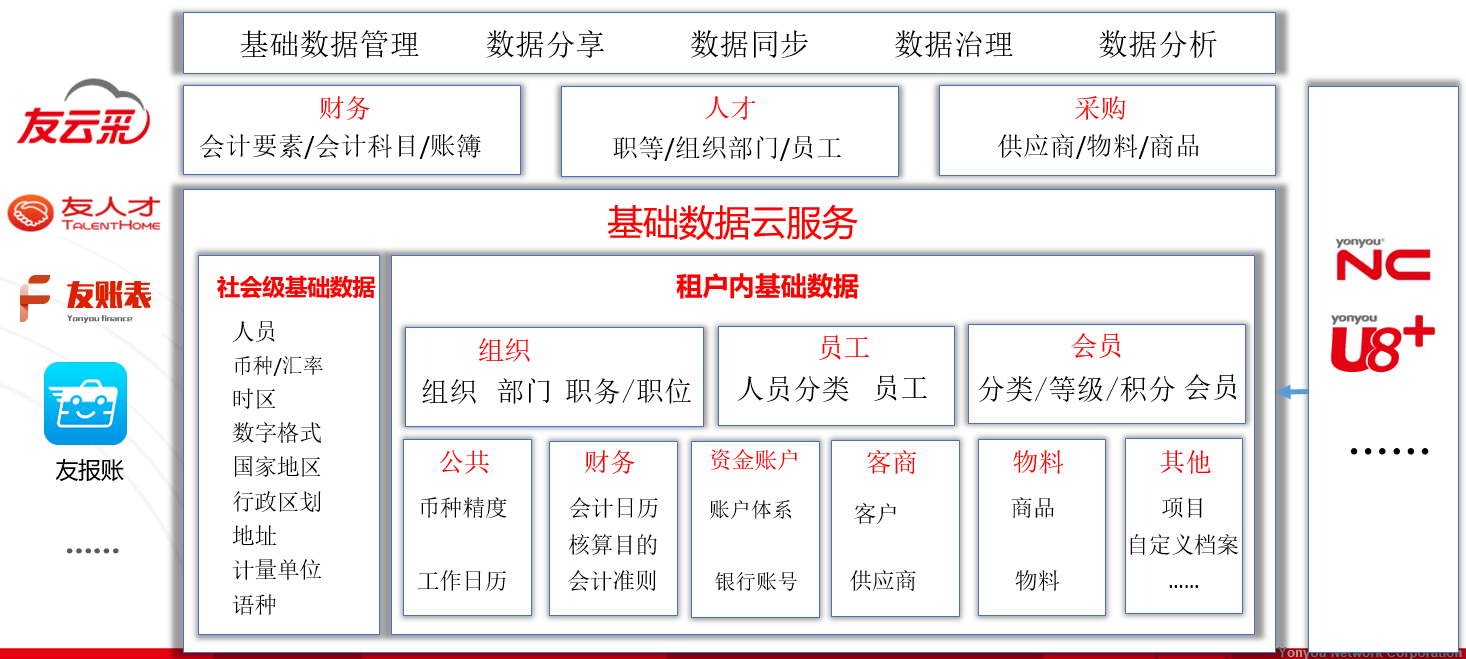 基础数据管理 数据分享 数据同步 数据治理 数据分析
友云采
友人才
TALENTHOME
友账表
Yonyou finance
友报账
......
财务
会计要素/会计科目/账簿
人才
职等/组织部门/员工
采购
供应商/物料/商品
基础数据云服务
社会级基础数据
人员
币种/汇率
时区
数字格式
国家地区
行政区划
地址
计量单位
语种
租户内基础数据
组织
组织 部门 职务/职位
员工
人员分类 员工
会员
分类/等级/积分 会员
公共
币种精度
工作日历
财务
会计日历
核算目的
会计准则
资金账户
账户体系
银行账号
客商
客户
供应商
物料
商品
物料
其他
项目
自定义档案
......
yonyou®
NC
yonyou
U8+
......
Yonyou Network Corporation